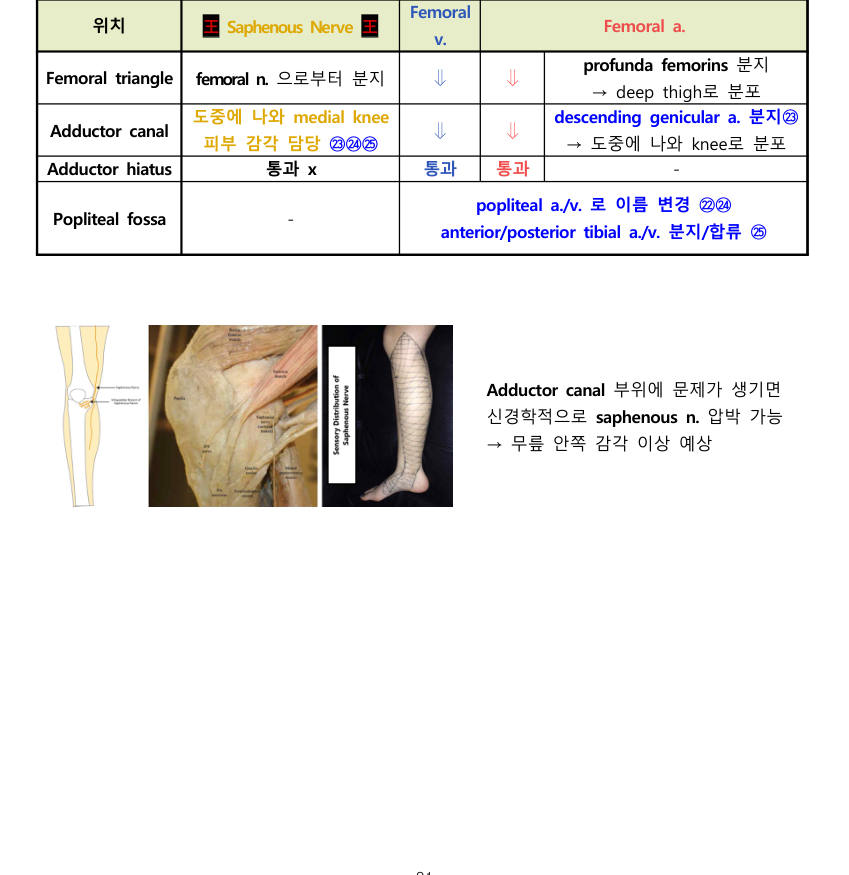 위치
王 Saphenous Nerve 王
Femoral
v.
Femoral a.
Femoral triangle
femoral n. 으로부터 분지
⇓
⇓
profunda femorins 분지
→ deep thigh로 분포
Adductor canal
도중에 나와 medial knee
피부 감각 담당 ㉓㉔㉕
⇓
⇓
descending genicular a. 분지㉓
→ 도중에 나와 knee로 분포
Adductor hiatus
통과 x
통과
통과
-
Popliteal fossa
-
popliteal a./v. 로 이름 변경 ㉒㉔
anterior/posterior tibial a./v. 분지/합류 ㉕
Patella
Sensory Distribution of
Saphenous Nerve
Adductor canal 부위에 문제가 생기면
신경학적으로 saphenous n. 압박 가능
→ 무릎 안쪽 감각 이상 예상